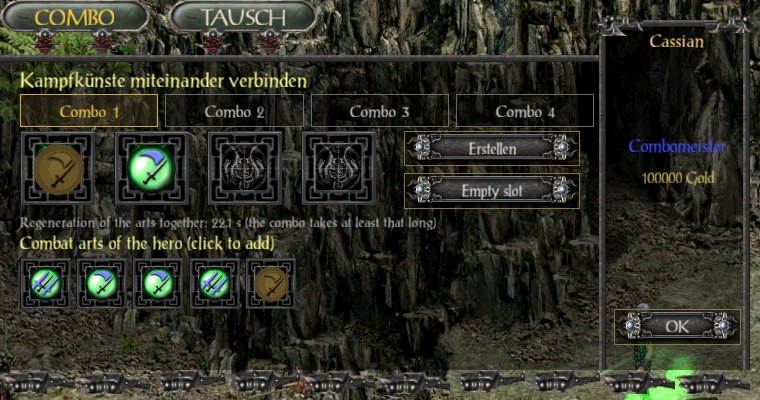 COMBO
TAUSCH
Cassian
Kampfkünste miteinander verbinden
Combo 1
Combo 2
Combo 3
Combo 4
Erstellen
Combomeister
100000 Gold
Empty slot
Regeneration of the arts together: 22.1 s (the combo takes at least that long)
Combat arts of the hero (click to add)
OK